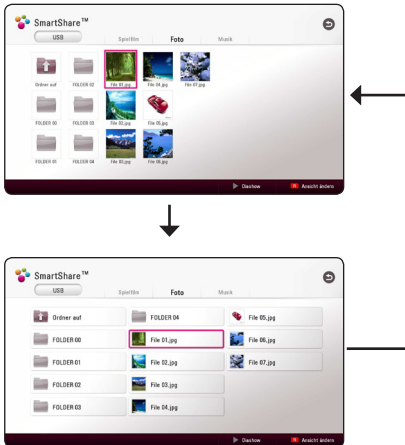 SmartShare™
USB
Spielfilm Foto Musik
Ordner auf FOLDER 02 File 01.jpg File 04.jpg File 07.jpg
FOLDER 00 FOLDER 03 File 02.jpg File 05.jpg
FOLDER 01 FOLDER 04 File 03.jpg File 06.jpg
Diashow Ansicht ändern
SmartShare™
USB
Spielfilm Foto Musik
Ordner auf FOLDER 04 File 05.jpg
FOLDER 00 File 01.jpg File 06.jpg
FOLDER 01 File 02.jpg File 07.jpg
FOLDER 02 File 03.jpg
FOLDER 03 File 04.jpg
Diashow Ansicht ändern